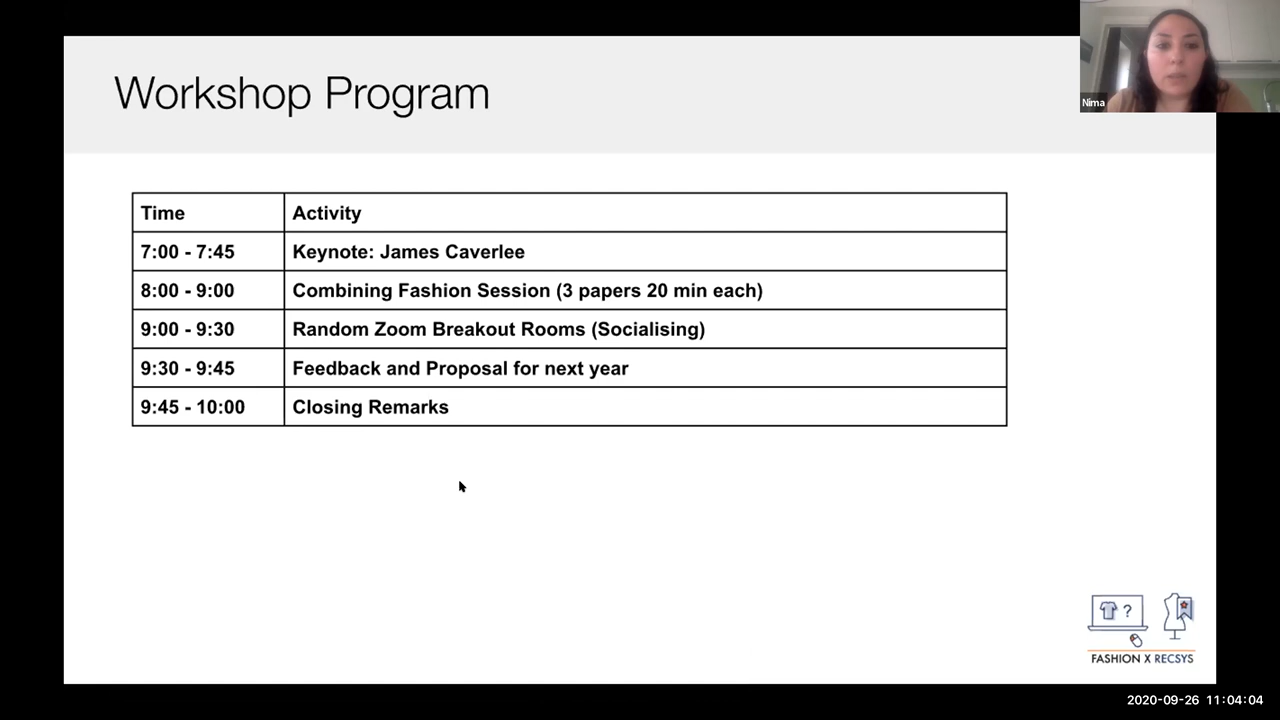 Workshop Program
Nima
Time Activity
7:00 - 7:45 Keynote: James Caverlee
8:00 - 9:00 Combining Fashion Session (3 papers 20 min each)
9:00 - 9:30 Random Zoom Breakout Rooms (Socialising)
9:30 - 9:45 Feedback and Proposal for next year
9:45 - 10:00 Closing Remarks
?
FASHION X RECSYS
2020-09-26 11:04:04